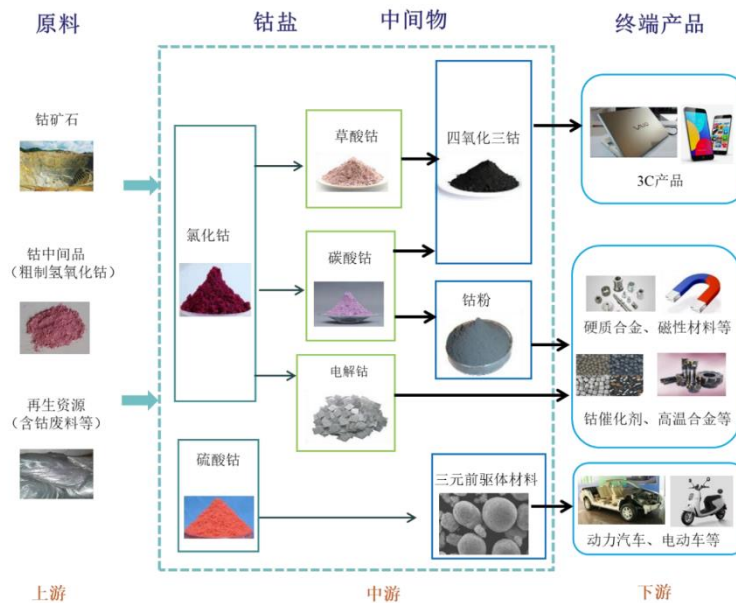 原料
钴盐
中间物
终端产品
钴矿石
钴中间品
（粗制氢氧化钴）
再生资源
（含钴废料等）
氯化钴
硫酸钴
草酸钴
碳酸钴
电解钴
四氧化三钴
钴粉
三元前驱体材料
VAIO
3C产品
硬质合金、磁性材料等
钴催化剂、高温合金等
动力汽车、电动车等
上游
中游
下游